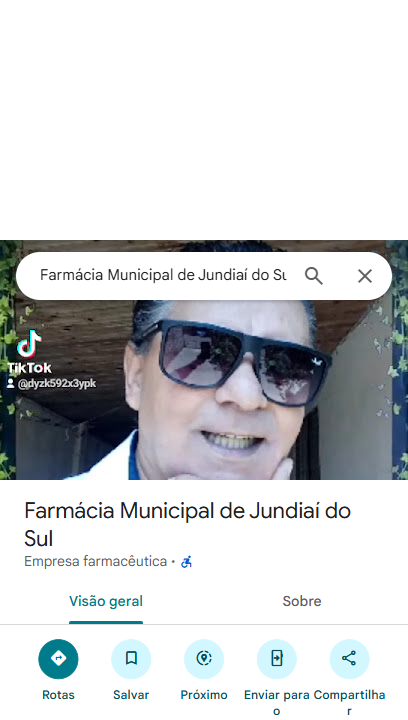 Farmácia Municipal de Jundiaí do Su
TikTok
@dyzk592x3ypk
Farmácia Municipal de Jundiaí do
Sul
Empresa farmacêutica ·
Visão geral
Sobre
Rotas
Salvar
Próximo
Enviar para
o
Compartilha
r